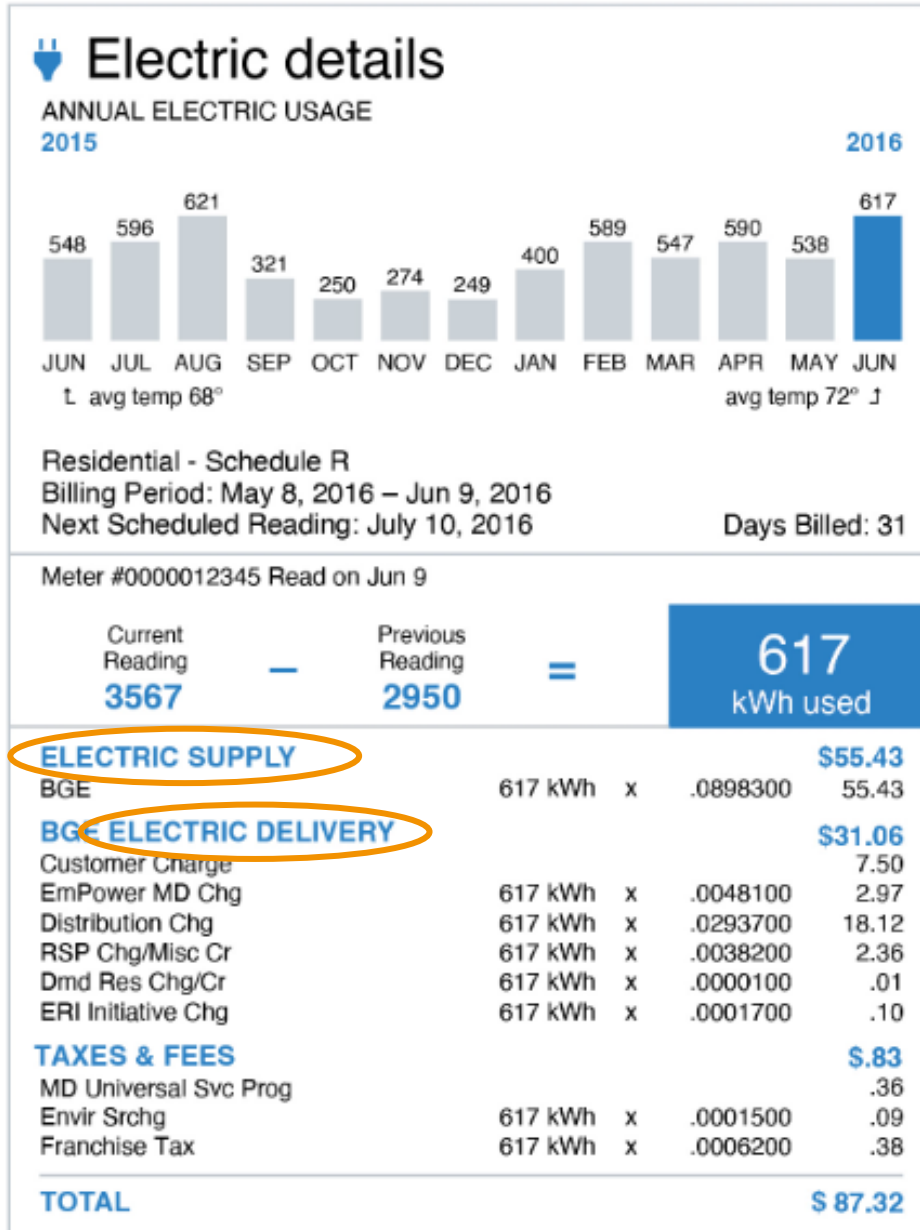 Electric details
ANNUAL ELECTRIC USAGE
2015 2016
548 596 621 321 250 274 249 400 589 547 590 538 617
JUN JUL AUG SEP OCT NOV DEC JAN FEB MAR APR MAY JUN
avg temp 68° avg temp 72°
Residential - Schedule R
Billing Period: May 8, 2016 – Jun 9, 2016
Next Scheduled Reading: July 10, 2016 Days Billed: 31
Meter #0000012345 Read on Jun 9
Current Reading 3567 – Previous Reading 2950 = 617 kWh used
ELECTRIC SUPPLY $55.43
BGE 617 kWh x .0898300 55.43
BGE ELECTRIC DELIVERY $31.06
Customer Charge 7.50
EmPower MD Chg 617 kWh x .0048100 2.97
Distribution Chg 617 kWh x .0293700 18.12
RSP Chg/Misc Cr 617 kWh x .0038200 2.36
Dmd Res Chg/Cr 617 kWh x .0000100 .01
ERI Initiative Chg 617 kWh x .0001700 .10
TAXES & FEES $.83
MD Universal Svc Prog .36
Envir Srchg 617 kWh x .0001500 .09
Franchise Tax 617 kWh x .0006200 .38
TOTAL $ 87.32